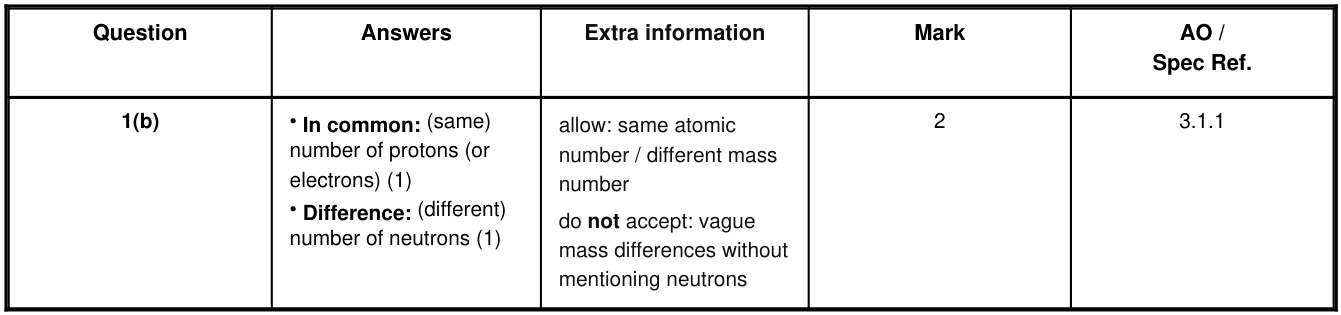 Question Answers Extra information Mark AO /
Spec Ref.
1(b)
• In common: (same)
number of protons (or
electrons) (1)
• Difference: (different)
number of neutrons (1)
allow: same atomic
number / different mass
number
do not accept: vague
mass differences without
mentioning neutrons
2
3.1.1